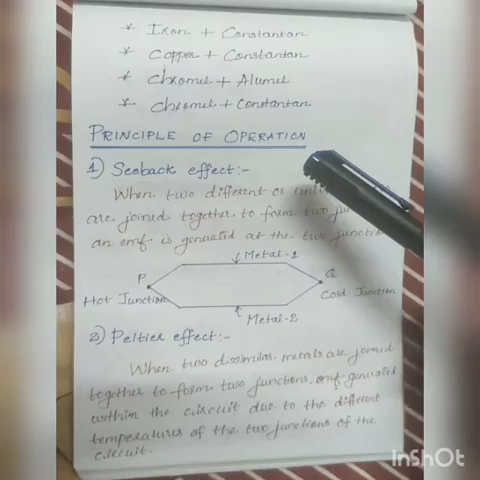 * Iron + Constantan
* Copper + Constantan
* Chromel + Alumel
* Chromel + Constantan
PRINCIPLE OF OPERATION
1) Seeback effect:-
When two different or
are joined together to form two
an emf is generated at the two junction
Metal-1
P
Q
Hot Junction
Cold Junction
Metal-2
2) Peltier effect:-
When two dissimilar metals are joined
together to form two junctions, emf generated
within the circuit due to the different
temperatures of the two junctions of the
circuit.
InShOt